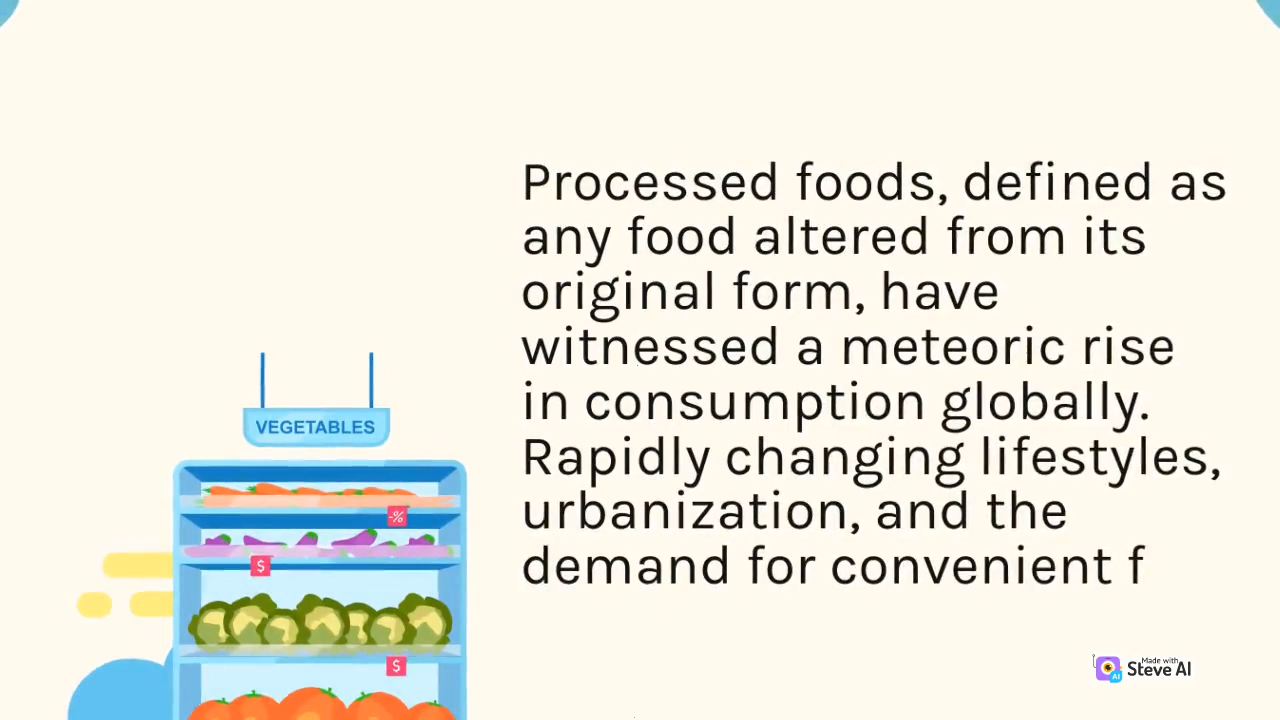 Processed foods, defined as
any food altered from its
original form, have
witnessed a meteoric rise
in consumption globally.
Rapidly changing lifestyles,
urbanization, and the
demand for convenient f
VEGETABLES
-%
$
$
Made with
Steve AI
AI